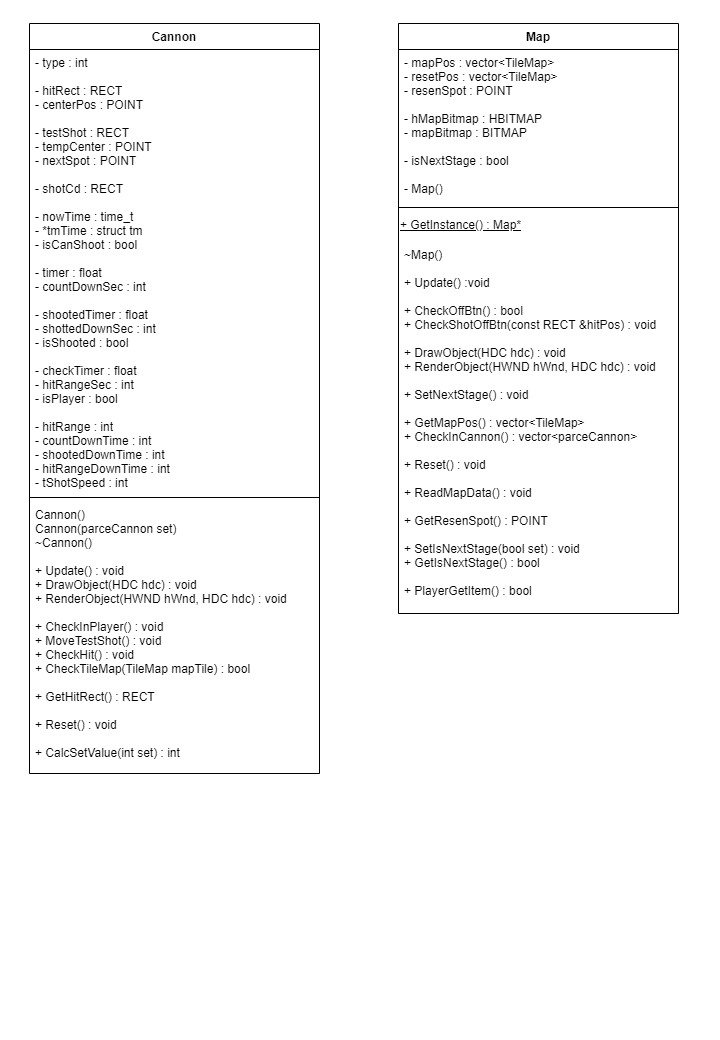 Cannon
- type : int
- hitRect : RECT
- centerPos : POINT
- testShot : RECT
- tempCenter : POINT
- nextSpot : POINT
- shotCd : RECT
- nowTime : time_t
- *tmTime : struct tm
- isCanShoot : bool
- timer : float
- countDownSec : int
- shootedTimer : float
- shottedDownSec : int
- isShooted : bool
- checkTimer : float
- hitRangeSec : int
- isPlayer : bool
- hitRange : int
- countDownTime : int
- shootedDownTime : int
- hitRangeDownTime : int
- tShotSpeed : int
Cannon()
Cannon(parceCannon set)
~Cannon()
+ Update() : void
+ DrawObject(HDC hdc) : void
+ RenderObject(HWND hWnd, HDC hdc) : void
+ CheckInPlayer() : void
+ MoveTestShot() : void
+ CheckHit() : void
+ CheckTileMap(TileMap mapTile) : bool
+ GetHitRect() : RECT
+ Reset() : void
+ CalcSetValue(int set) : int
Map
- mapPos : vector<TileMap>
- resetPos : vector<TileMap>
- resenSpot : POINT
- hMapBitmap : HBITMAP
- mapBitmap : BITMAP
- isNextStage : bool
- Map()
+ GetInstance() : Map*
~Map()
+ Update() :void
+ CheckOffBtn() : bool
+ CheckShotOffBtn(const RECT &hitPos) : void
+ DrawObject(HDC hdc) : void
+ RenderObject(HWND hWnd, HDC hdc) : void
+ SetNextStage() : void
+ GetMapPos() : vector<TileMap>
+ CheckInCannon() : vector<parceCannon>
+ Reset() : void
+ ReadMapData() : void
+ GetResenSpot() : POINT
+ SetIsNextStage(bool set) : void
+ GetIsNextStage() : bool
+ PlayerGetItem() : bool